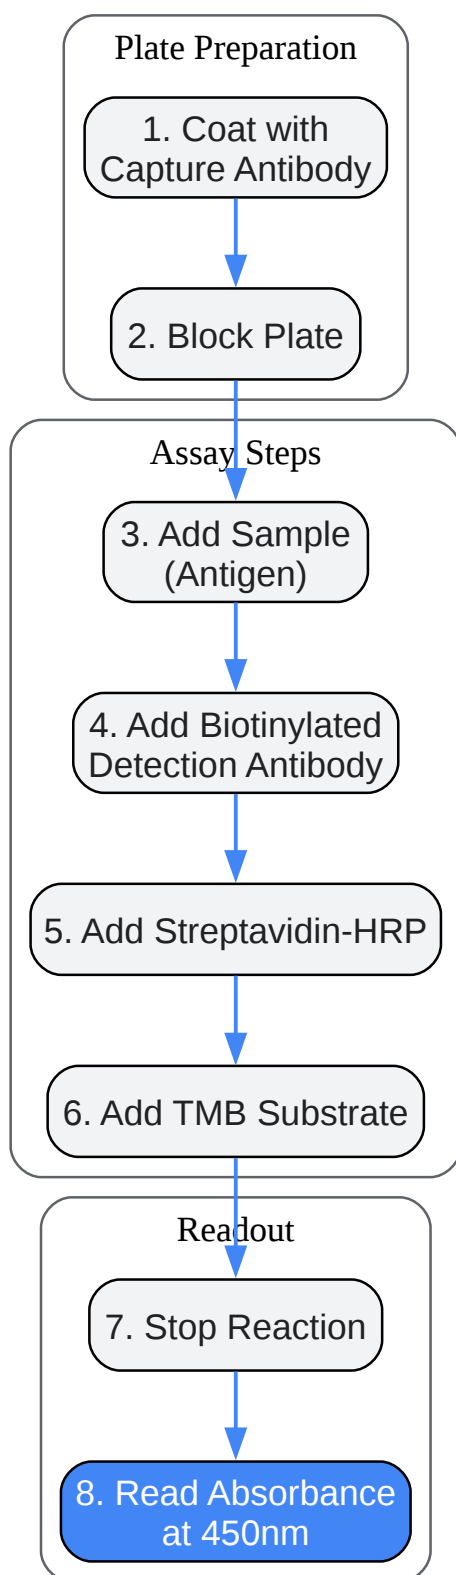 Plate Preparation
1. Coat with
Capture Antibody
2. Block Plate
Assay Steps
3. Add Sample
(Antigen)
4. Add Biotinylated
Detection Antibody
5. Add Streptavidin-HRP
6. Add TMB Substrate
Readout
7. Stop Reaction
8. Read Absorbance
at 450nm